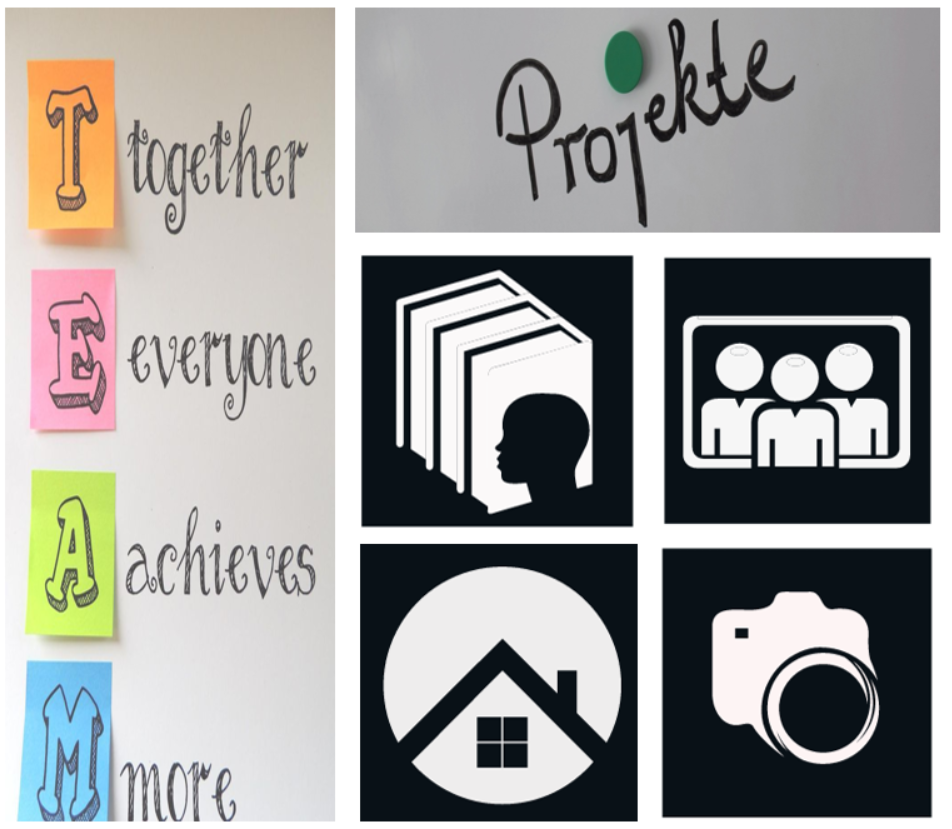 T together
E everyone
A achieves
M more
Projekte